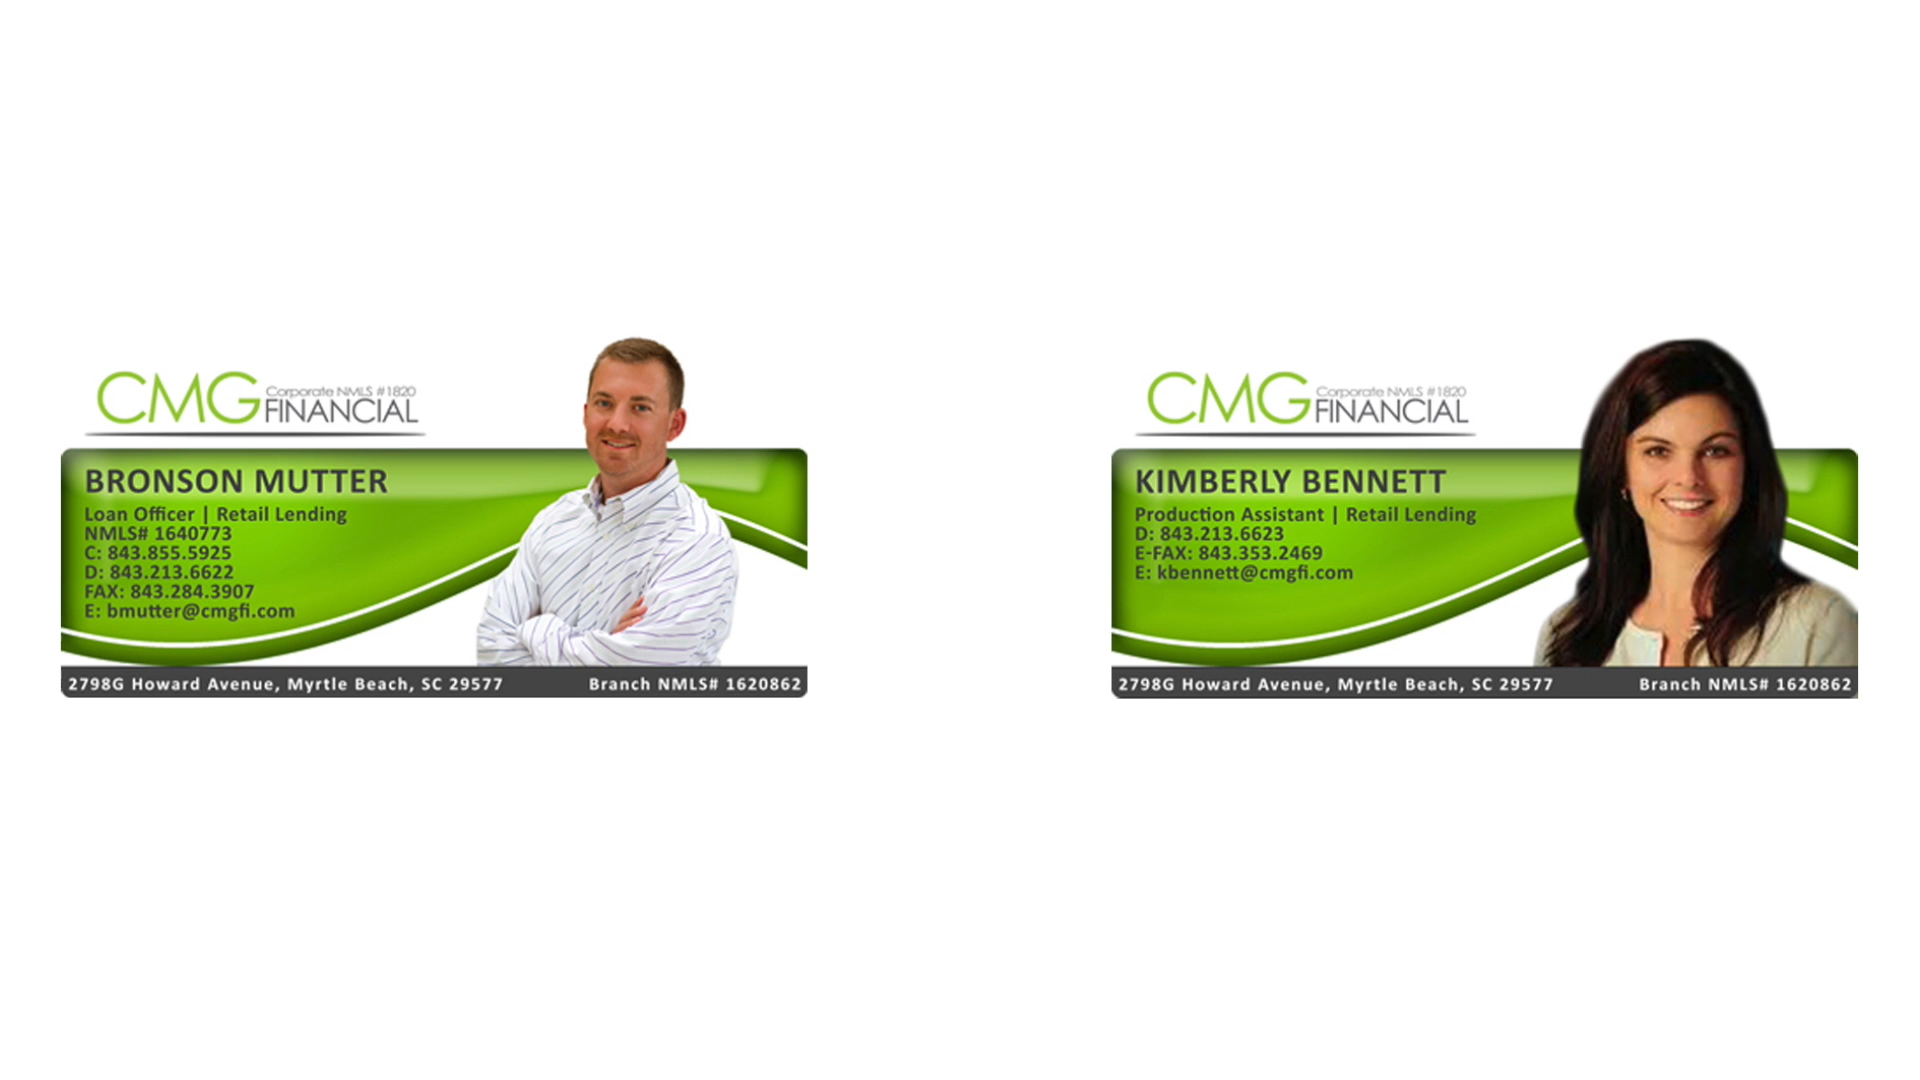 CMG Corporate NMLS #1820
FINANCIAL
BRONSON MUTTER
Loan Officer | Retail Lending
NMLS# 1640773
C: 843.855.5925
D: 843.213.6622
FAX: 843.284.3907
E: bmutter@cmgfi.com
2798G Howard Avenue, Myrtle Beach, SC 29577
Branch NMLS# 1620862
CMG Corporate NMLS #1820
FINANCIAL
KIMBERLY BENNETT
Production Assistant | Retail Lending
D: 843.213.6623
E-FAX: 843.353.2469
E: kbennett@cmgfi.com
2798G Howard Avenue, Myrtle Beach, SC 29577
Branch NMLS# 1620862